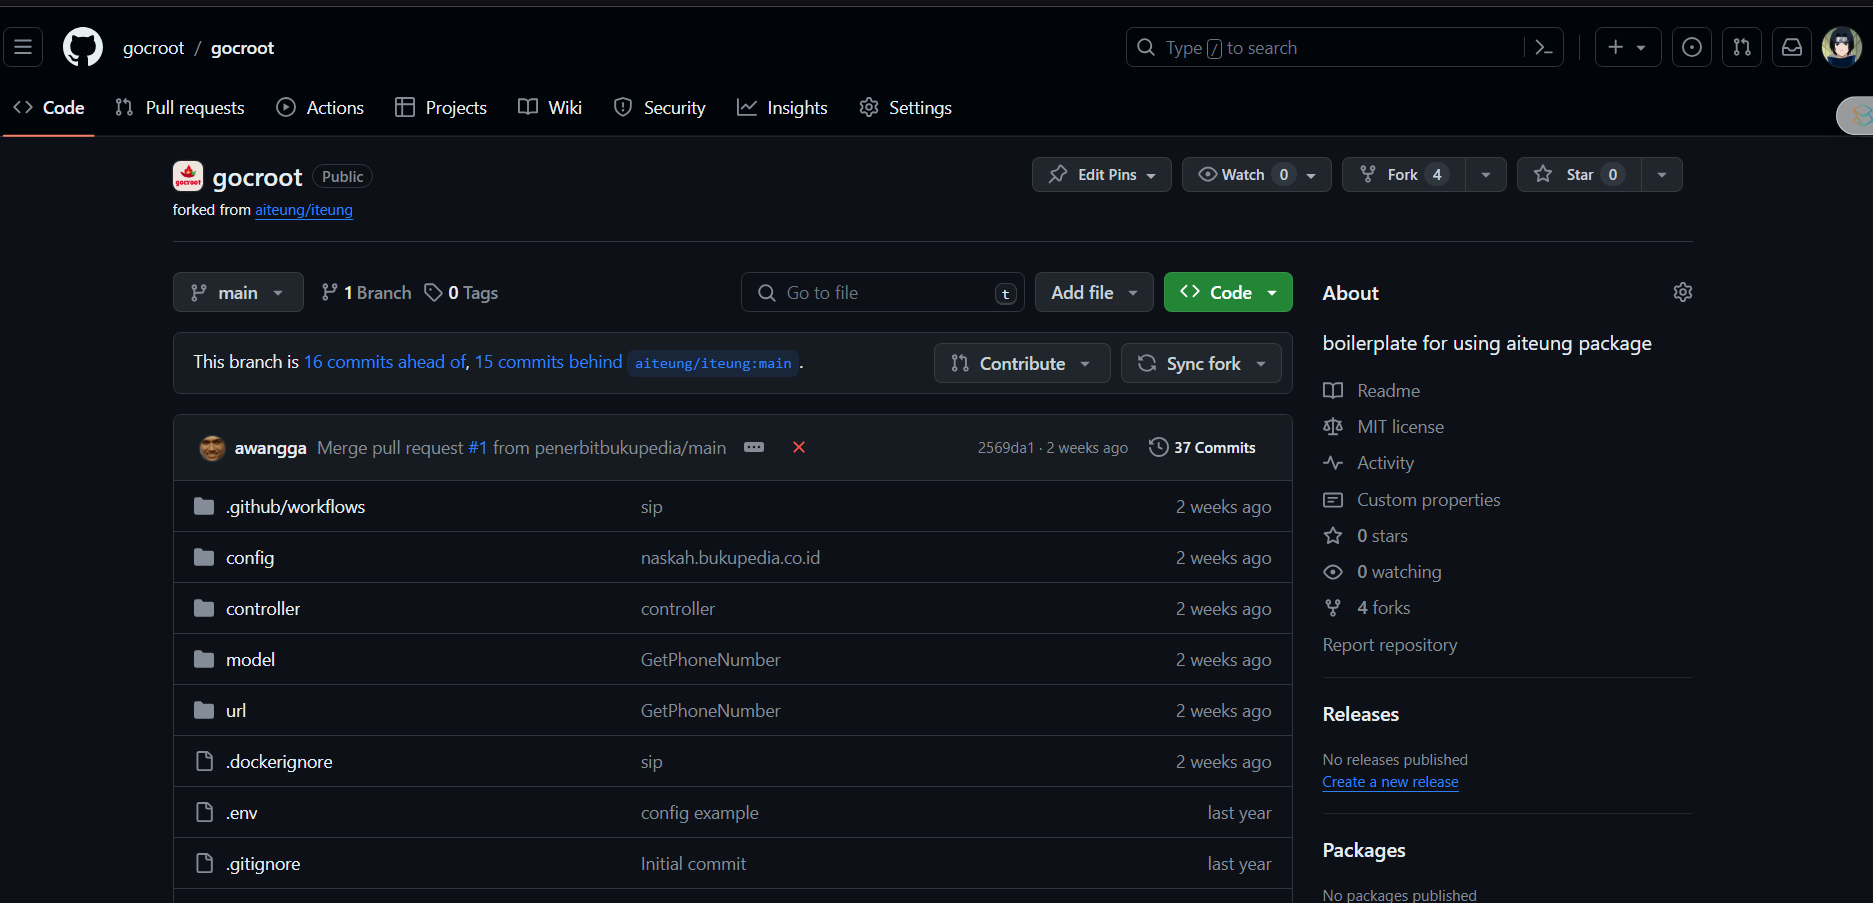 gocroot / gocroot
Type / to search
Code Pull requests Actions Projects Wiki Security Insights Settings
gocroot
gocroot Public
Edit Pins Watch 0 Fork 4 Star 0
forked from aiteung/iteung
main 1 Branch 0 Tags
Go to file t
Add file Code
This branch is 16 commits ahead of, 15 commits behind aiteung/iteung:main .
Contribute Sync fork
awangga Merge pull request #1 from penerbitbukupedia/main 2569da1 · 2 weeks ago 37 Commits
.github/workflows sip 2 weeks ago
config naskah.bukupedia.co.id 2 weeks ago
controller controller 2 weeks ago
model GetPhoneNumber 2 weeks ago
url GetPhoneNumber 2 weeks ago
.dockerignore sip 2 weeks ago
.env config example last year
.gitignore Initial commit last year
About
boilerplate for using aiteung package
Readme
MIT license
Activity
Custom properties
0 stars
0 watching
4 forks
Report repository
Releases
No releases published
Create a new release
Packages
No packages published